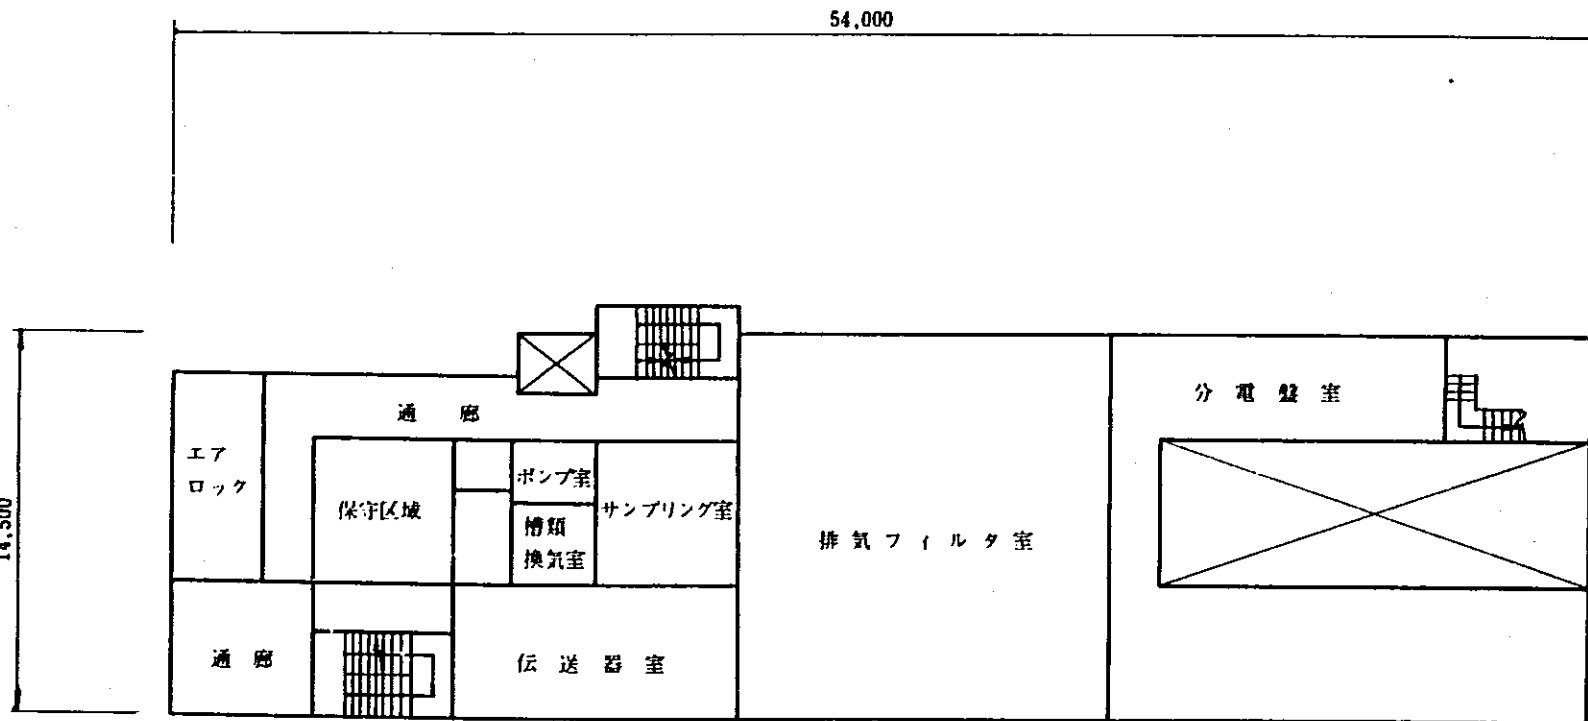 54,000
14,500
通廊
分電盤室
エア
ロック
ポンプ室
保守区域
サンプリング室
槽類
換気室
排気フィルタ室
通廊
伝送器室